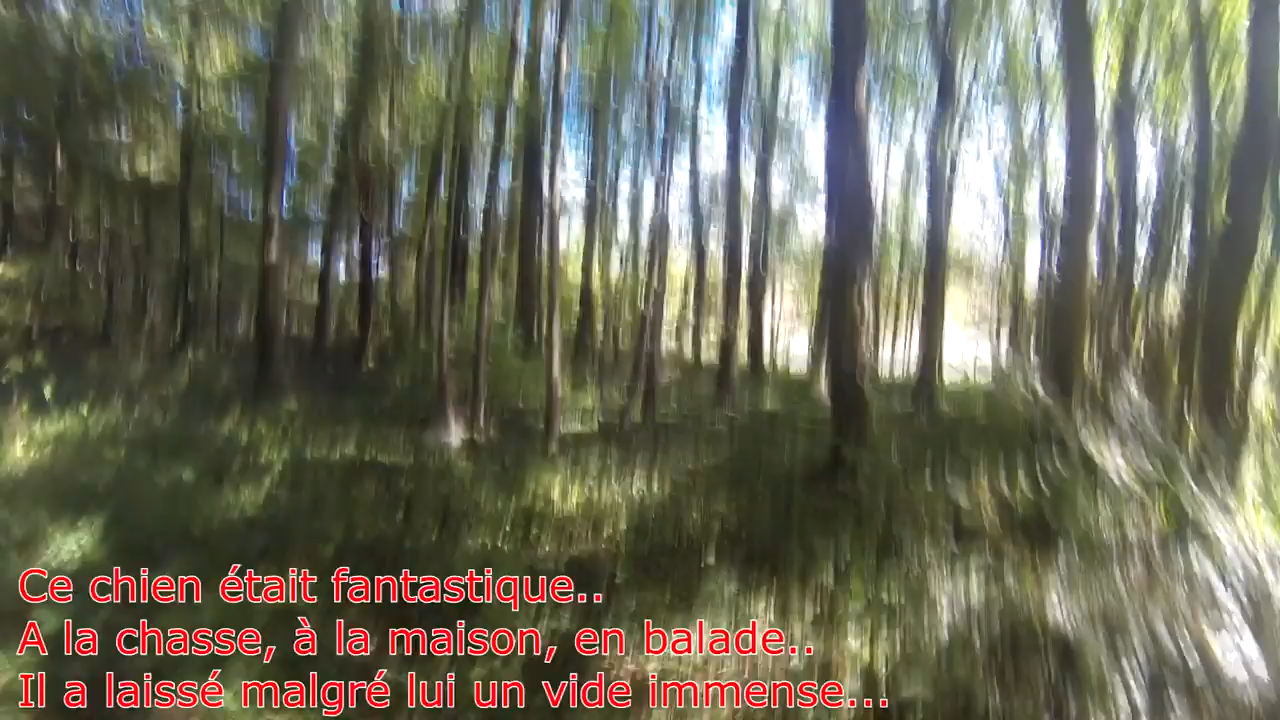 Ce chien était fantastique..
A la chasse, à la maison, en balade..
Il a laissé malgré lui un vide immense...